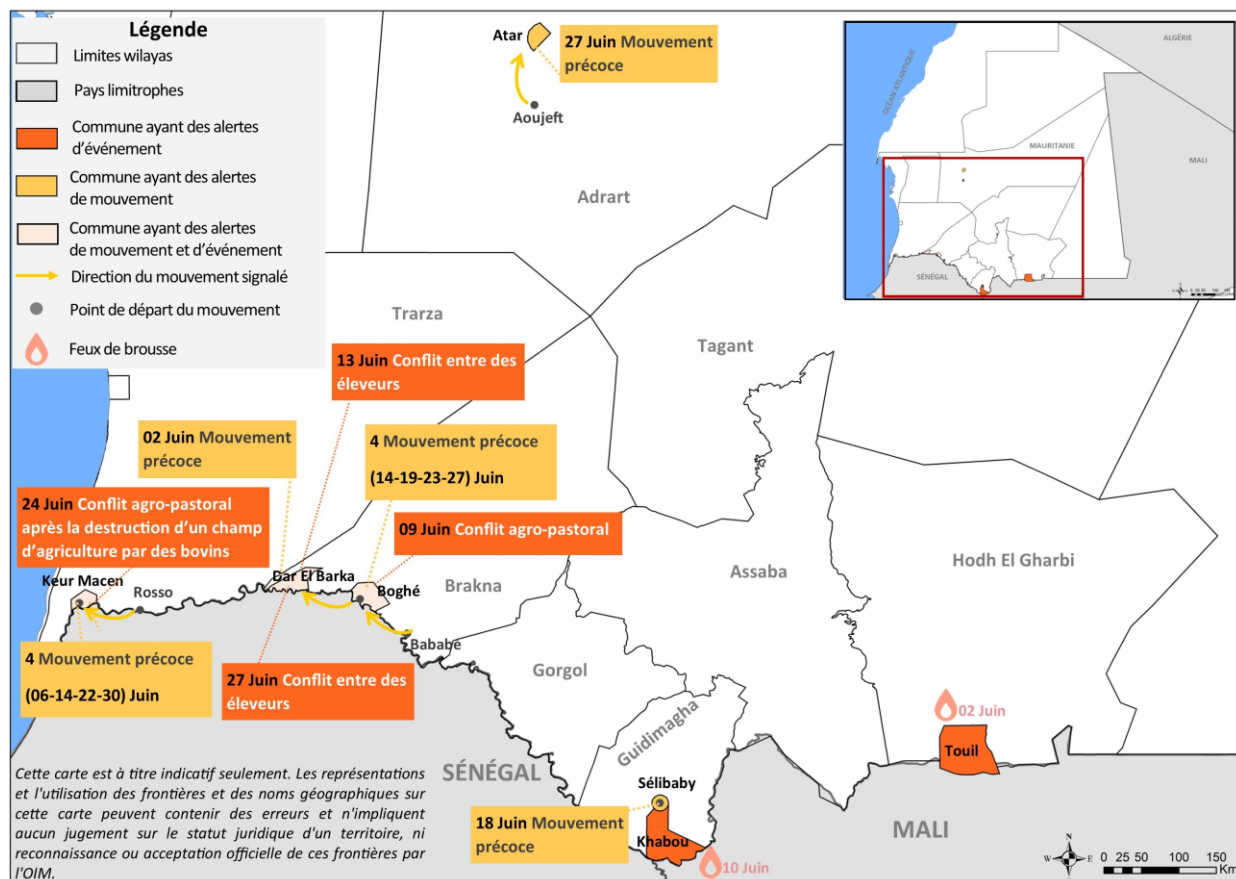 Légende
Limites wilayas
Pays limitrophes
Commune ayant des alertes
d'événement
Commune ayant des alertes
de mouvement
Commune ayant des alertes
de mouvement et d'événement
Direction du mouvement signalé
Point de départ du mouvement
Feux de brousse
Atar
27 Juin Mouvement
précoce
Aoujeft
Adrart
ALGÉRIE
OCEAN ATLANTIQUE
MAURITANIE
MALI
SÉNÉGAL
Trarza
Tagant
13 Juin Conflit entre des
éleveurs
02 Juin Mouvement
précoce
4 Mouvement précoce
(14-19-23-27) Juin
24 Juin Conflit agro-pastoral
après la destruction d'un champ
d'agriculture par des bovins
09 Juin Conflit agro-pastoral
Keur Macen
Rosso
Dar El Barka
Boghé
Brakna
Bababé
Assaba
Hodh El Gharbi
4 Mouvement précoce
(06-14-22-30) Juin
27 Juin Conflit entre des
éleveurs
Gorgol
Guidimagha
02 Juin
Touil
SÉNÉGAL
Sélibaby
18 Juin Mouvement
précoce
Khabou
10 Juin
MALI
Cette carte est à titre indicatif seulement. Les représentations
et l'utilisation des frontières et des noms géographiques sur
cette carte peuvent contenir des erreurs et n'impliquent
aucun jugement sur le statut juridique d'un territoire, ni
reconnaissance ou acceptation officielle de ces frontières par
l'OIM.
N
W E
S
0 25 50 100 150
Km